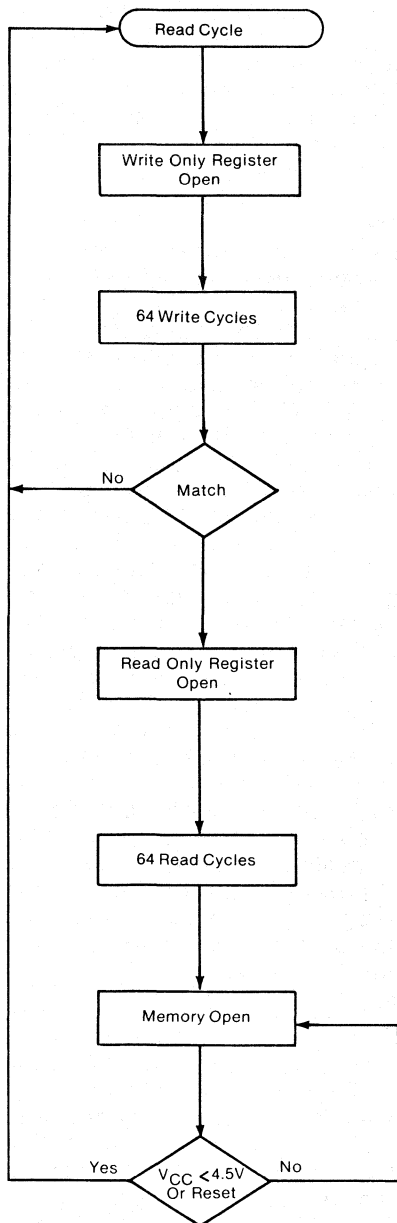 Read Cycle
Write Only Register
Open
64 Write Cycles
No
Match
Read Only Register
Open
64 Read Cycles
Memory Open
Yes
VCC <4.5V
Or Reset
No